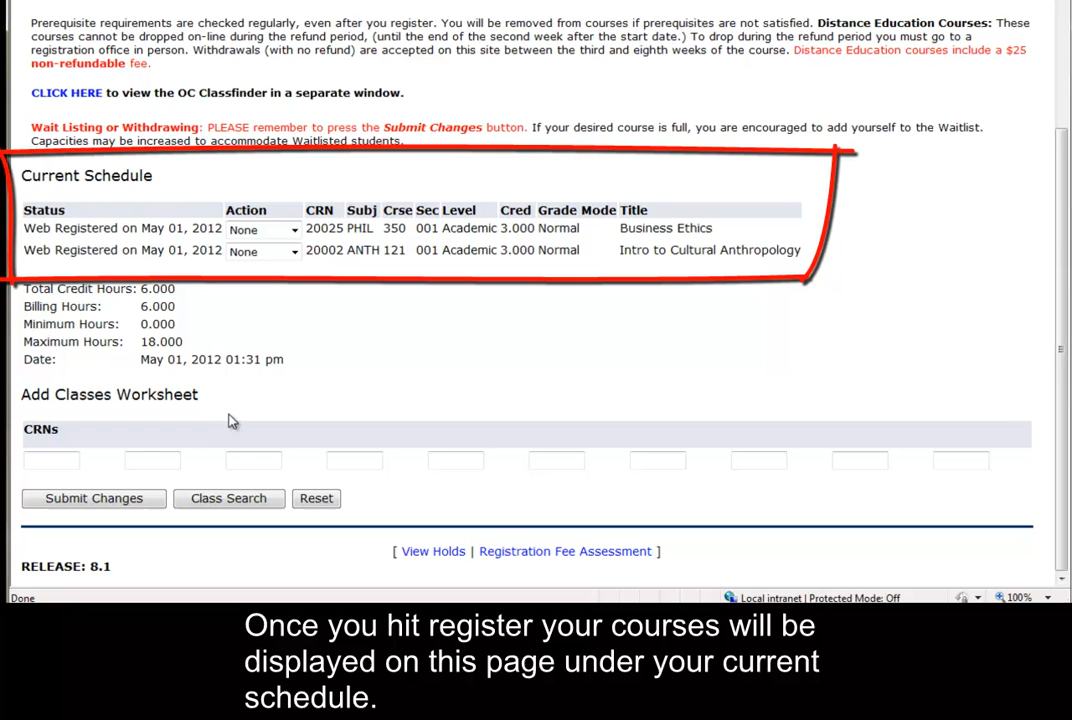 Prerequisite requirements are checked regularly, even after you register. You will be removed from courses if prerequisites are not satisfied. Distance Education Courses: These
courses cannot be dropped on-line during the refund period, (until the end of the second week after the start date.) To drop during the refund period you must go to a
registration office in person. Withdrawals (with no refund) are accepted on this site between the third and eighth weeks of the course. Distance Education courses include a $25
non-refundable fee.
CLICK HERE to view the OC Classfinder in a separate window.
Wait Listing or Withdrawing: PLEASE remember to press the Submit Changes button. If your desired course is full, you are encouraged to add yourself to the Waitlist.
Capacities may be increased to accommodate Waitlisted students.
Current Schedule
Status Action CRN Subj Crse Sec Level Cred Grade Mode Title
Web Registered on May 01, 2012 None 20025 PHIL 350 001 Academic 3.000 Normal Business Ethics
Web Registered on May 01, 2012 None 20002 ANTH 121 001 Academic 3.000 Normal Intro to Cultural Anthropology
Total Credit Hours: 6.000
Billing Hours: 6.000
Minimum Hours: 0.000
Maximum Hours: 18.000
Date: May 01, 2012 01:31 pm
Add Classes Worksheet
CRNs
Submit Changes Class Search Reset
[ View Holds | Registration Fee Assessment ]
RELEASE: 8.1
Done Local intranet | Protected Mode: Off 100%
Once you hit register your courses will be
displayed on this page under your current
schedule.